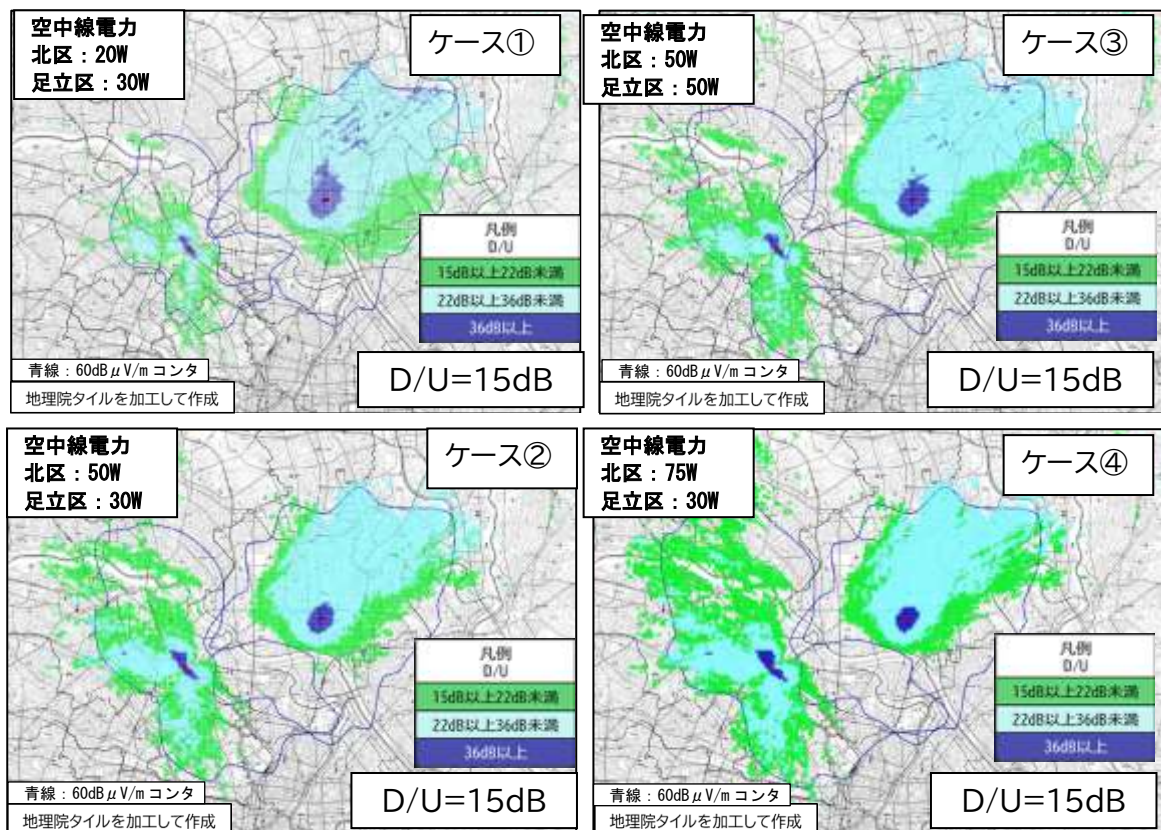 空中線電力
北区：20W
足立区：30W
ケース①
凡例
D/U
15dB以上22dB未満
22dB以上36dB未満
36dB以上
青線：60dBμV/mコンタ
地理院タイルを加工して作成
D/U=15dB
空中線電力
北区：50W
足立区：50W
ケース③
凡例
D/U
15dB以上22dB未満
22dB以上36dB未満
36dB以上
青線：60dBμV/mコンタ
地理院タイルを加工して作成
D/U=15dB
空中線電力
北区：50W
足立区：30W
ケース②
凡例
D/U
15dB以上22dB未満
22dB以上36dB未満
36dB以上
青線：60dBμV/mコンタ
地理院タイルを加工して作成
D/U=15dB
空中線電力
北区：75W
足立区：30W
ケース④
凡例
D/U
15dB以上22dB未満
22dB以上36dB未満
36dB以上
青線：60dBμV/mコンタ
地理院タイルを加工して作成
D/U=15dB